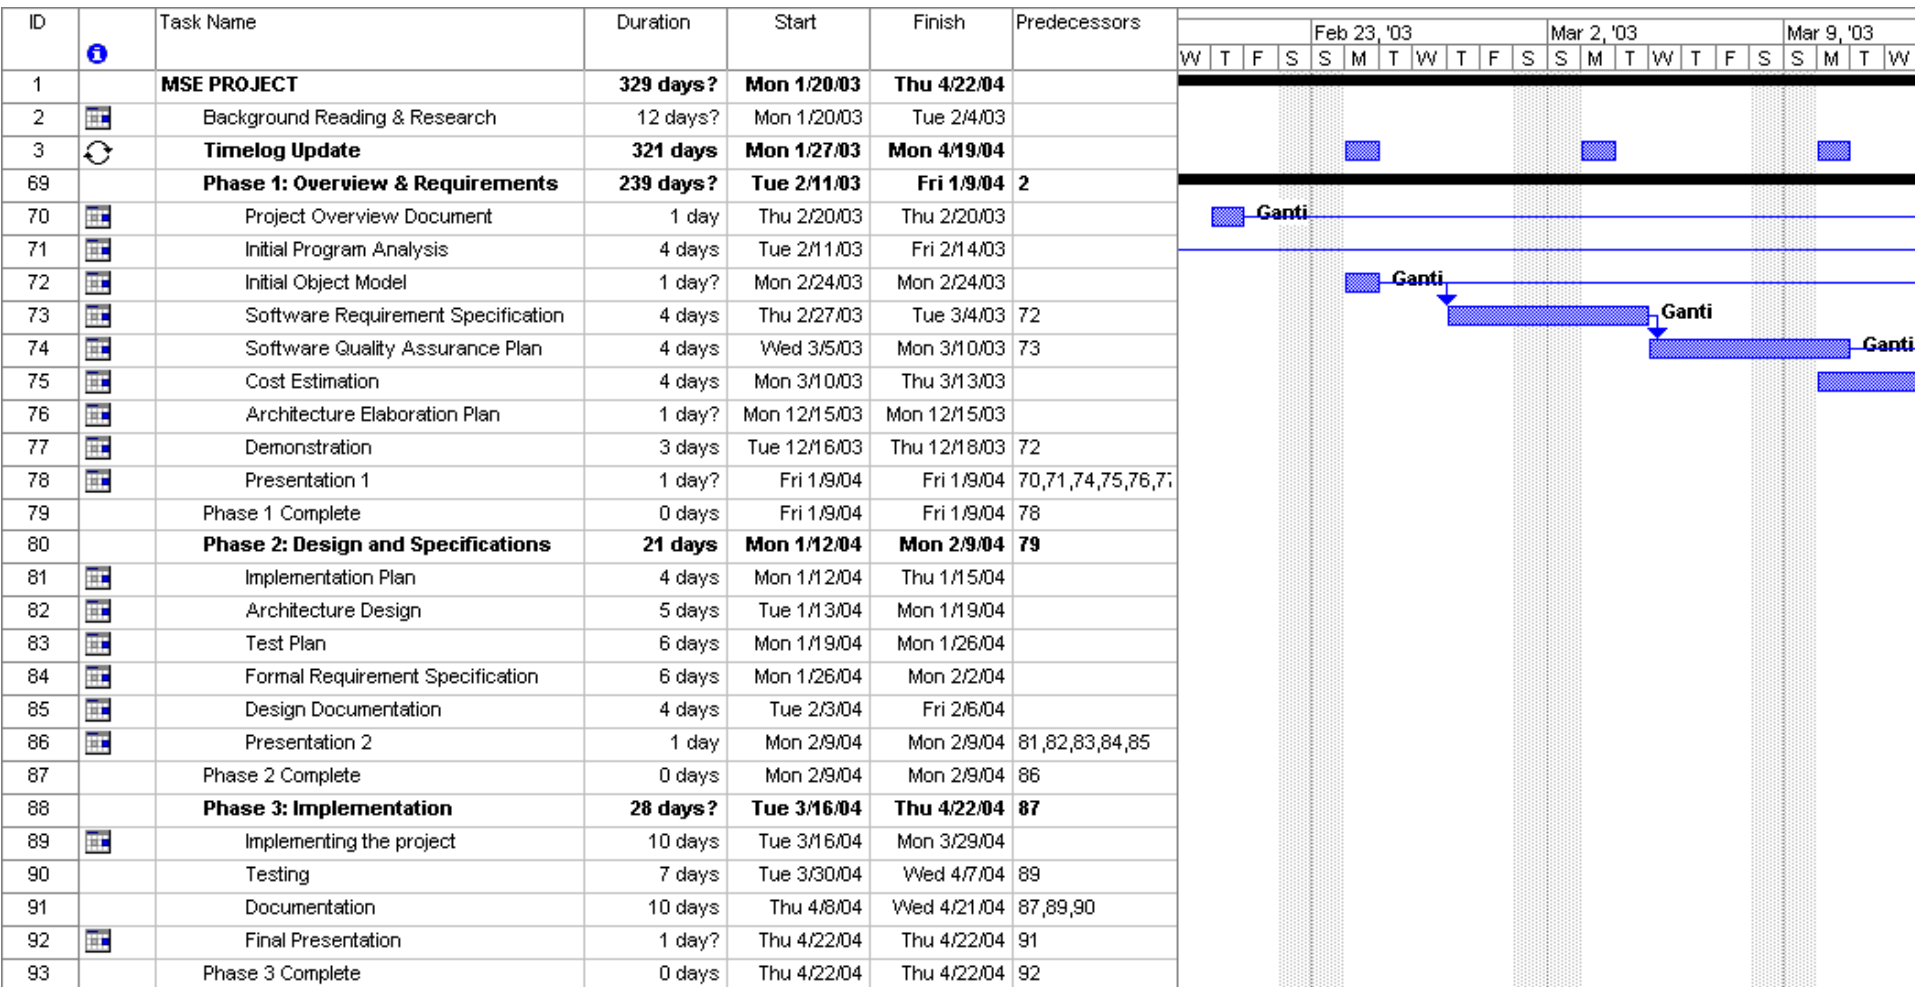 ID Task Name Duration Start Finish Predecessors
Feb 23, '03 Mar 2, '03 Mar 9, '03
W T F S S M T W T F S S M T W T F S S M T W
1 MSE PROJECT 329 days? Mon 1/20/03 Thu 4/22/04
2 Background Reading & Research 12 days? Mon 1/20/03 Tue 2/4/03
3 Timelog Update 321 days Mon 1/27/03 Mon 4/19/04
69 Phase 1: Overview & Requirements 239 days? Tue 2/11/03 Fri 1/9/04 2
70 Project Overview Document 1 day Thu 2/20/03 Thu 2/20/03 Ganti
71 Initial Program Analysis 4 days Tue 2/11/03 Fri 2/14/03
72 Initial Object Model 1 day? Mon 2/24/03 Mon 2/24/03 Ganti
73 Software Requirement Specification 4 days Thu 2/27/03 Tue 3/4/03 72 Ganti
74 Software Quality Assurance Plan 4 days Wed 3/5/03 Mon 3/10/03 73 Ganti
75 Cost Estimation 4 days Mon 3/10/03 Thu 3/13/03
76 Architecture Elaboration Plan 1 day? Mon 12/15/03 Mon 12/15/03
77 Demonstration 3 days Tue 12/16/03 Thu 12/18/03 72
78 Presentation 1 1 day? Fri 1/9/04 Fri 1/9/04 70,71,74,75,76,77
79 Phase 1 Complete 0 days Fri 1/9/04 Fri 1/9/04 78
80 Phase 2: Design and Specifications 21 days Mon 1/12/04 Mon 2/9/04 79
81 Implementation Plan 4 days Mon 1/12/04 Thu 1/15/04
82 Architecture Design 5 days Tue 1/13/04 Mon 1/19/04
83 Test Plan 6 days Mon 1/19/04 Mon 1/26/04
84 Formal Requirement Specification 6 days Mon 1/26/04 Mon 2/2/04
85 Design Documentation 4 days Tue 2/3/04 Fri 2/6/04
86 Presentation 2 1 day Mon 2/9/04 Mon 2/9/04 81,82,83,84,85
87 Phase 2 Complete 0 days Mon 2/9/04 Mon 2/9/04 86
88 Phase 3: Implementation 28 days? Tue 3/16/04 Thu 4/22/04 87
89 Implementing the project 10 days Tue 3/16/04 Mon 3/29/04
90 Testing 7 days Tue 3/30/04 Wed 4/7/04 89
91 Documentation 10 days Thu 4/8/04 Wed 4/21/04 87,89,90
92 Final Presentation 1 day? Thu 4/22/04 Thu 4/22/04 91
93 Phase 3 Complete 0 days Thu 4/22/04 Thu 4/22/04 92